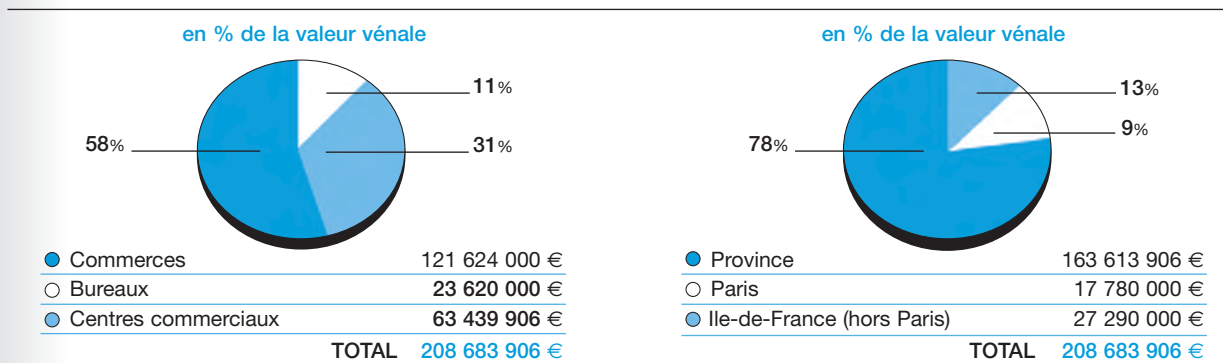 en % de la valeur vénale
11%
58%
31%
Commerces 121 624 000 €
Bureaux 23 620 000 €
Centres commerciaux 63 439 906 €
TOTAL 208 683 906 €
en % de la valeur vénale
13%
9%
78%
Province 163 613 906 €
Paris 17 780 000 €
Ile-de-France (hors Paris) 27 290 000 €
TOTAL 208 683 906 €